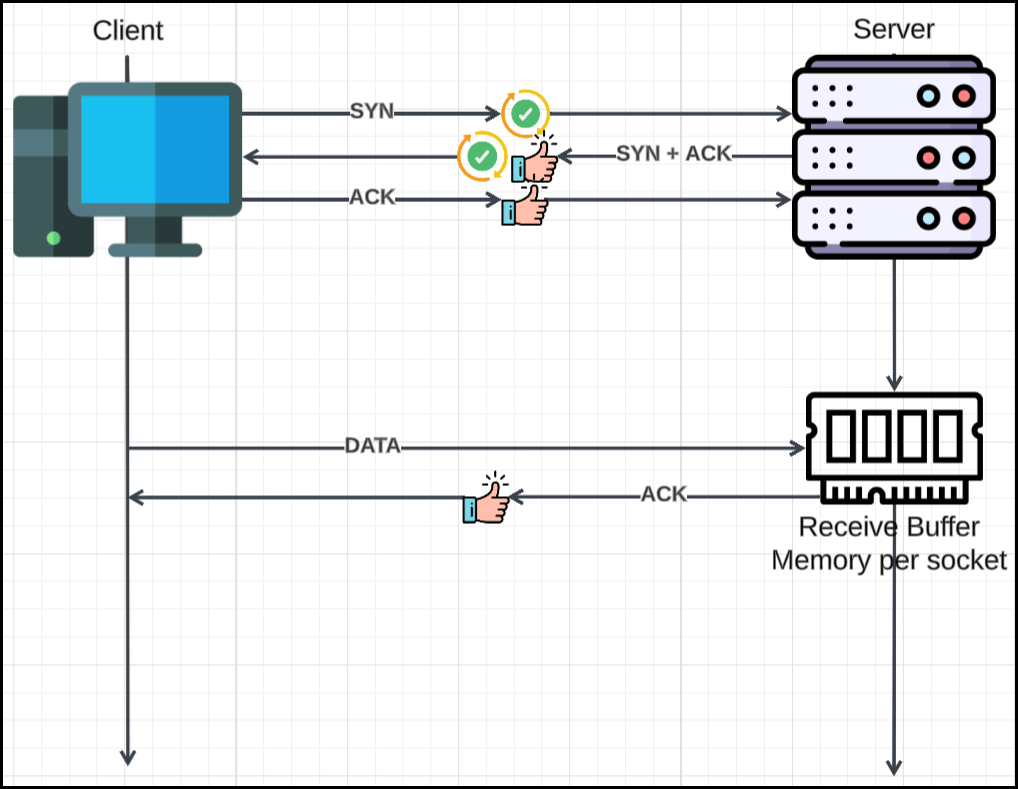 Client
Server
SYN
SYN + ACK
ACK
DATA
ACK
Receive Buffer
Memory per socket